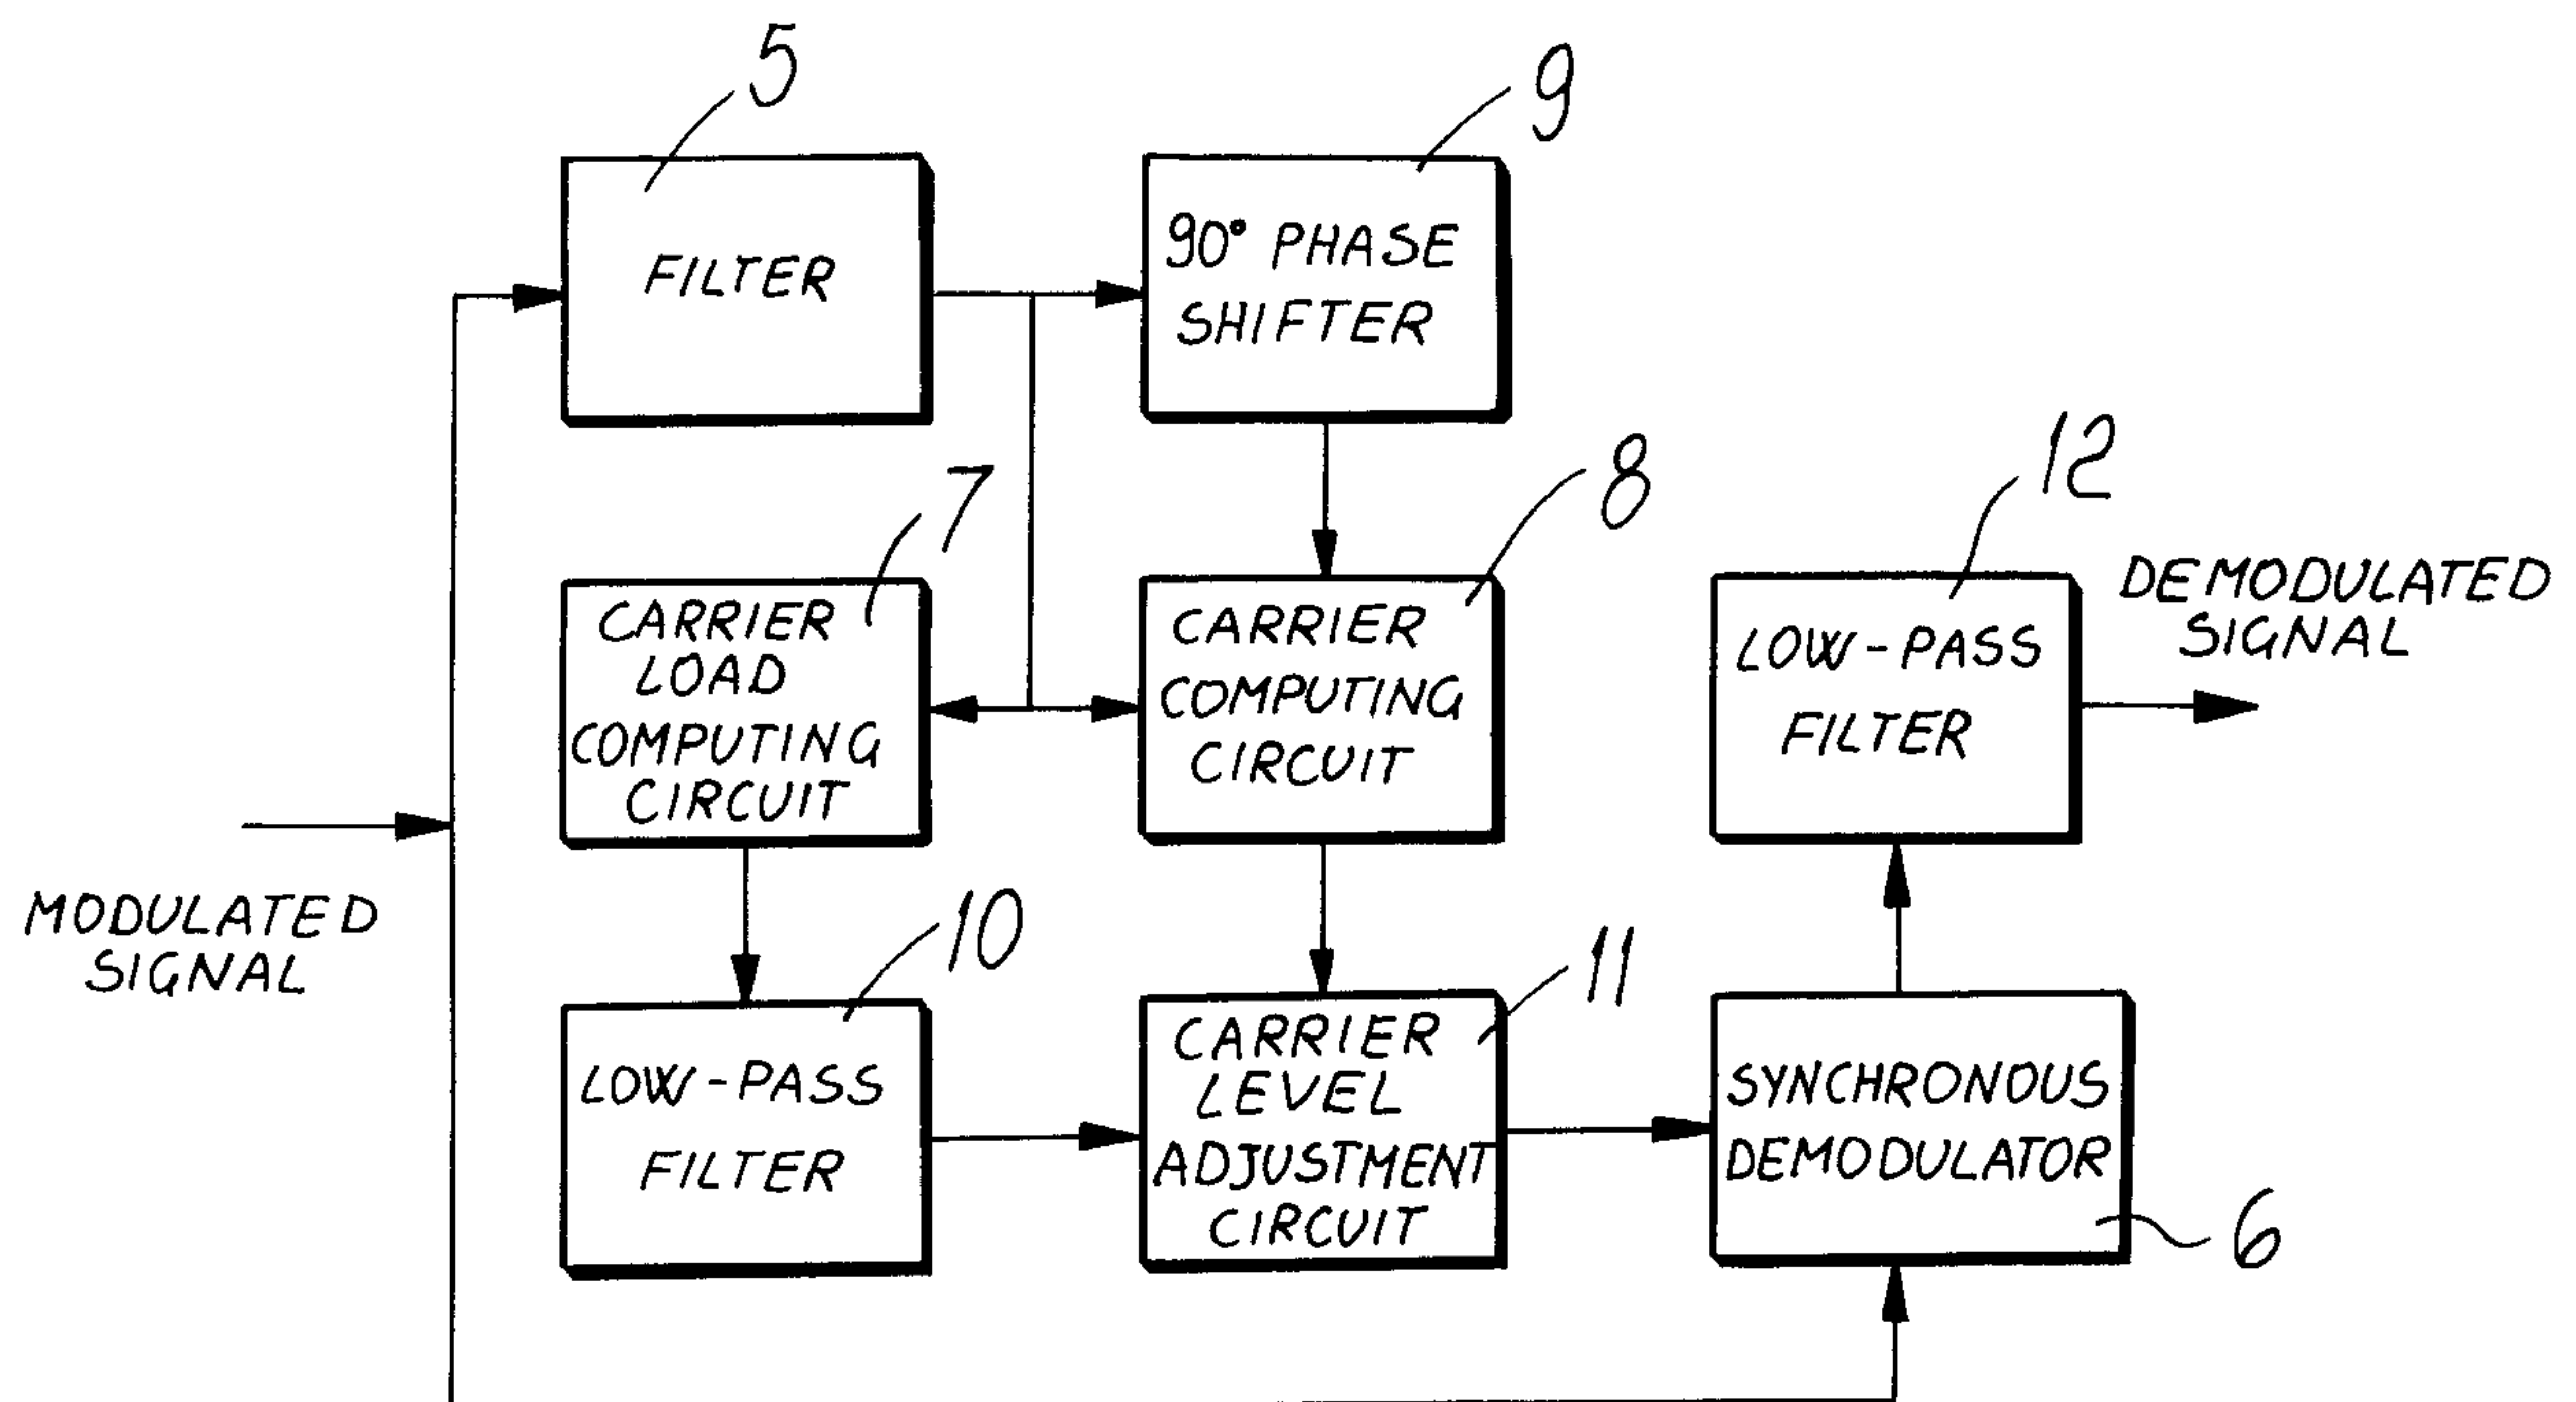 5
9
FILTER
90° PHASE
SHIFTER
7
8
12
CARRIER
LOAD
COMPUTING
CIRCUIT
CARRIER
COMPUTING
CIRCUIT
LOW-PASS
FILTER
DEMODULATED
SIGNAL
MODULATED
SIGNAL
10
11
LOW-PASS
FILTER
CARRIER
LEVEL
ADJUSTMENT
CIRCUIT
SYNCHRONOUS
DEMODULATOR
6